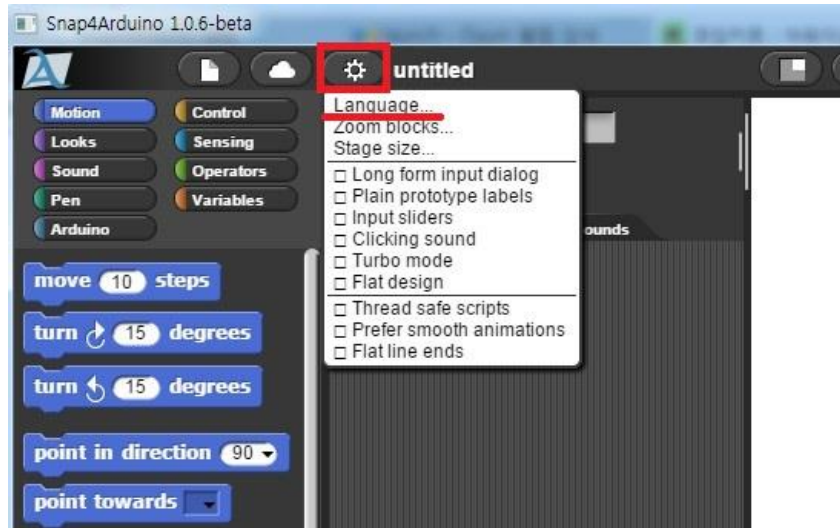 Snap4Arduino 1.0.6-beta
untitled
Motion Control
Looks Sensing
Sound Operators
Pen Variables
Arduino
Language...
Zoom blocks...
Stage size...
Long form input dialog
Plain prototype labels
Input sliders
Clicking sound
Turbo mode
Flat design
Thread safe scripts
Prefer smooth animations
Flat line ends
ounds
move 10 steps
turn 15 degrees
turn 15 degrees
point in direction 90
point towards